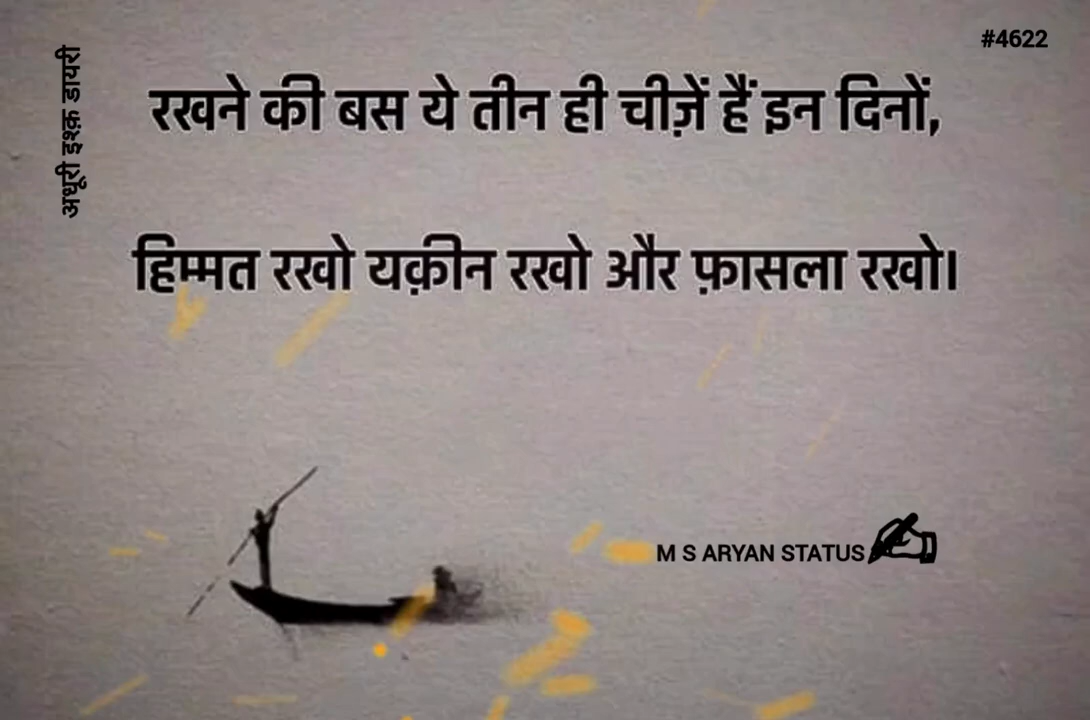 #4622
अधूरी इश्क़ डायरी
रखने की बस ये तीन ही चीज़ें हैं इन दिनों,
हिम्मत रखो यक़ीन रखो और फ़ासला रखो।
M S ARYAN STATUS